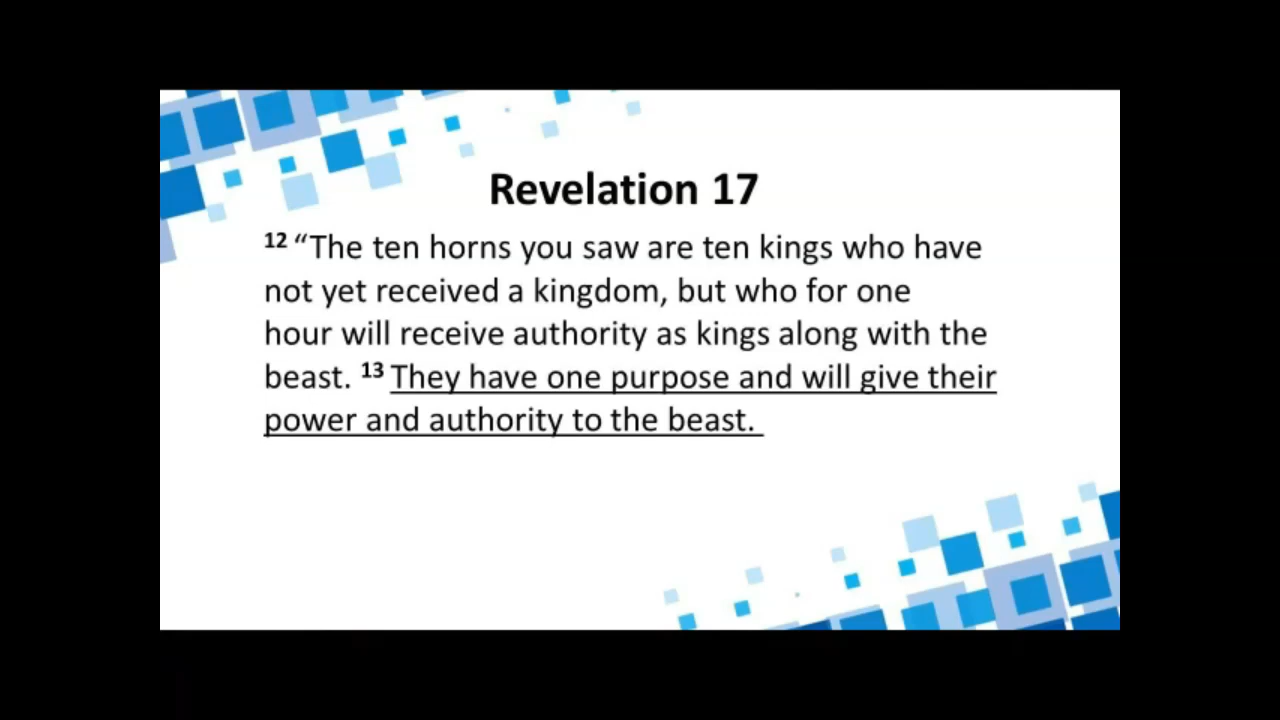 Revelation 17
12 “The ten horns you saw are ten kings who have
not yet received a kingdom, but who for one
hour will receive authority as kings along with the
beast. 13 They have one purpose and will give their
power and authority to the beast.